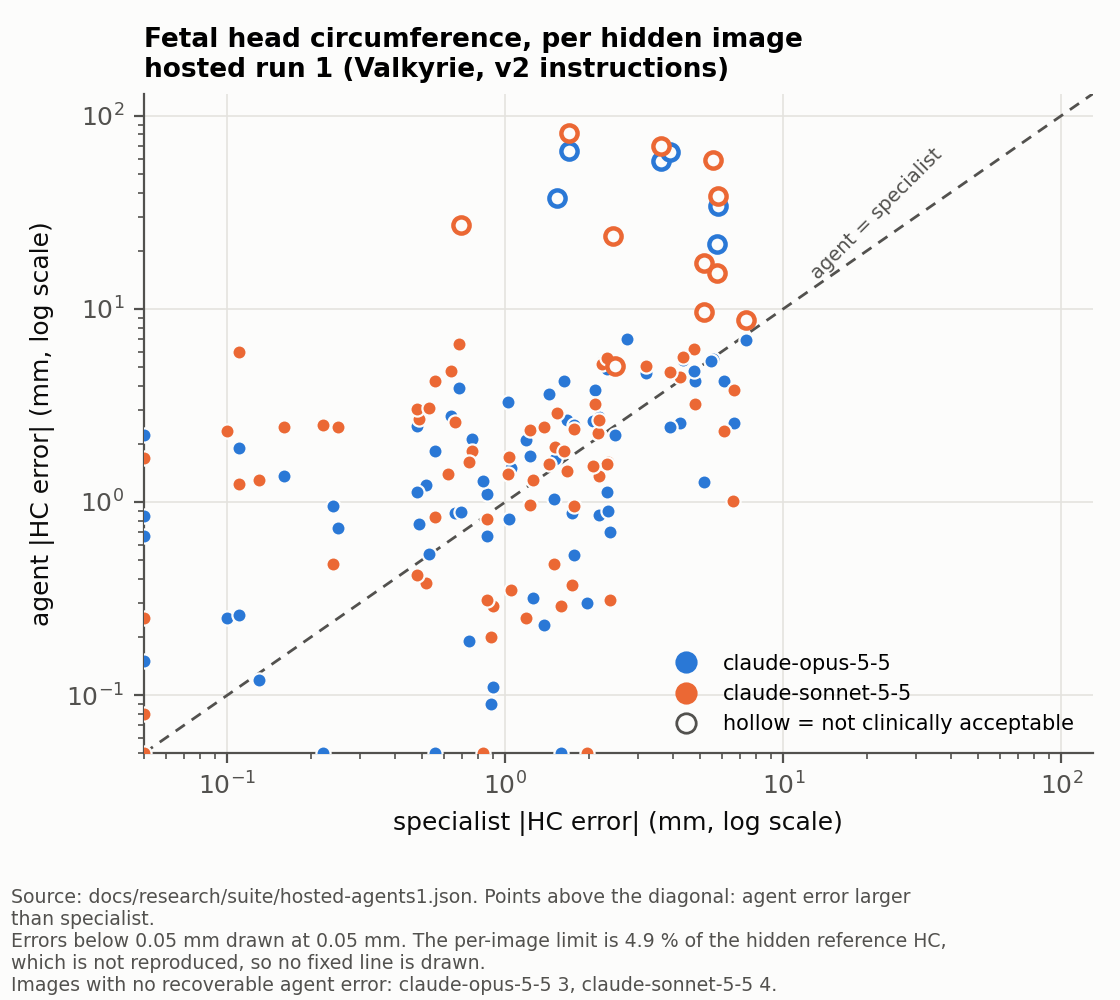 Fetal head circumference, per hidden image
hosted run 1 (Valkyrie, v2 instructions)
10²
10¹
10⁰
10⁻¹
agent |HC error| (mm, log scale)
agent = specialist
claude-opus-5-5
claude-sonnet-5-5
hollow = not clinically acceptable
10⁻¹ 10⁰ 10¹ 10²
specialist |HC error| (mm, log scale)
Source: docs/research/suite/hosted-agents1.json. Points above the diagonal: agent error larger
than specialist.
Errors below 0.05 mm drawn at 0.05 mm. The per-image limit is 4.9 % of the hidden reference HC,
which is not reproduced, so no fixed line is drawn.
Images with no recoverable agent error: claude-opus-5-5 3, claude-sonnet-5-5 4.